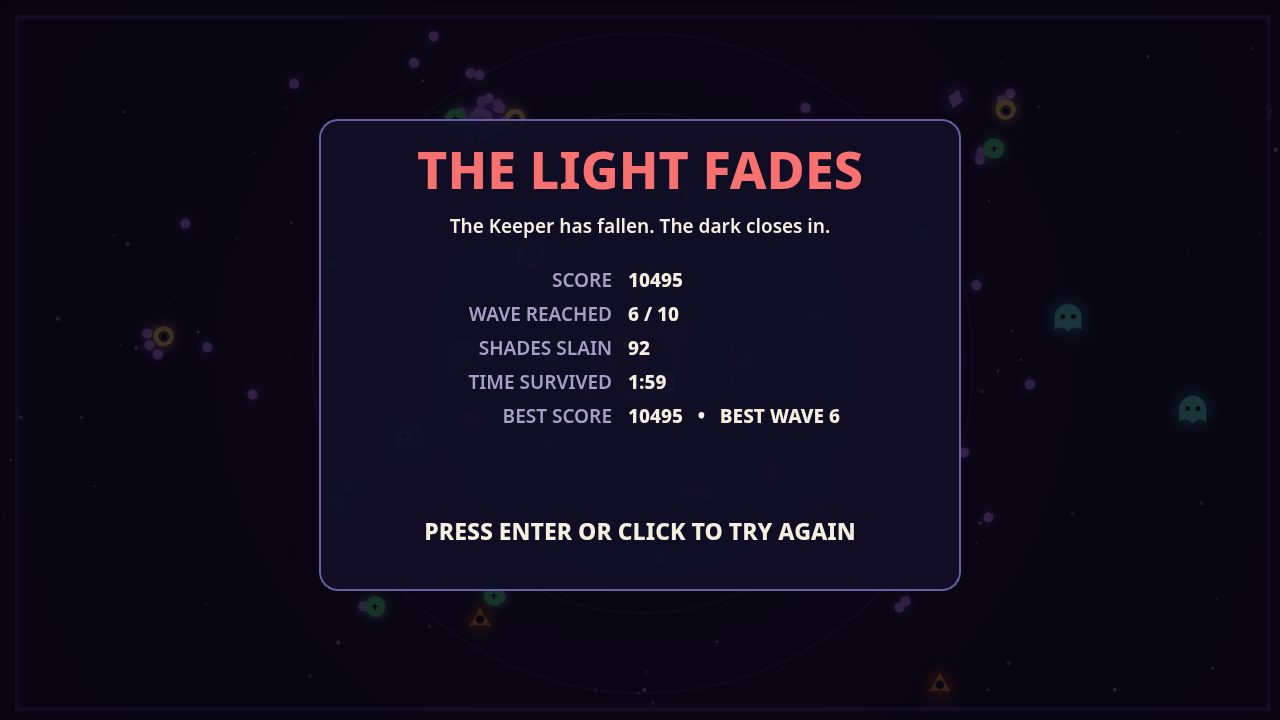 THE LIGHT FADES
The Keeper has fallen. The dark closes in.
SCORE 10495
WAVE REACHED 6 / 10
SHADES SLAIN 92
TIME SURVIVED 1:59
BEST SCORE 10495 • BEST WAVE 6
PRESS ENTER OR CLICK TO TRY AGAIN